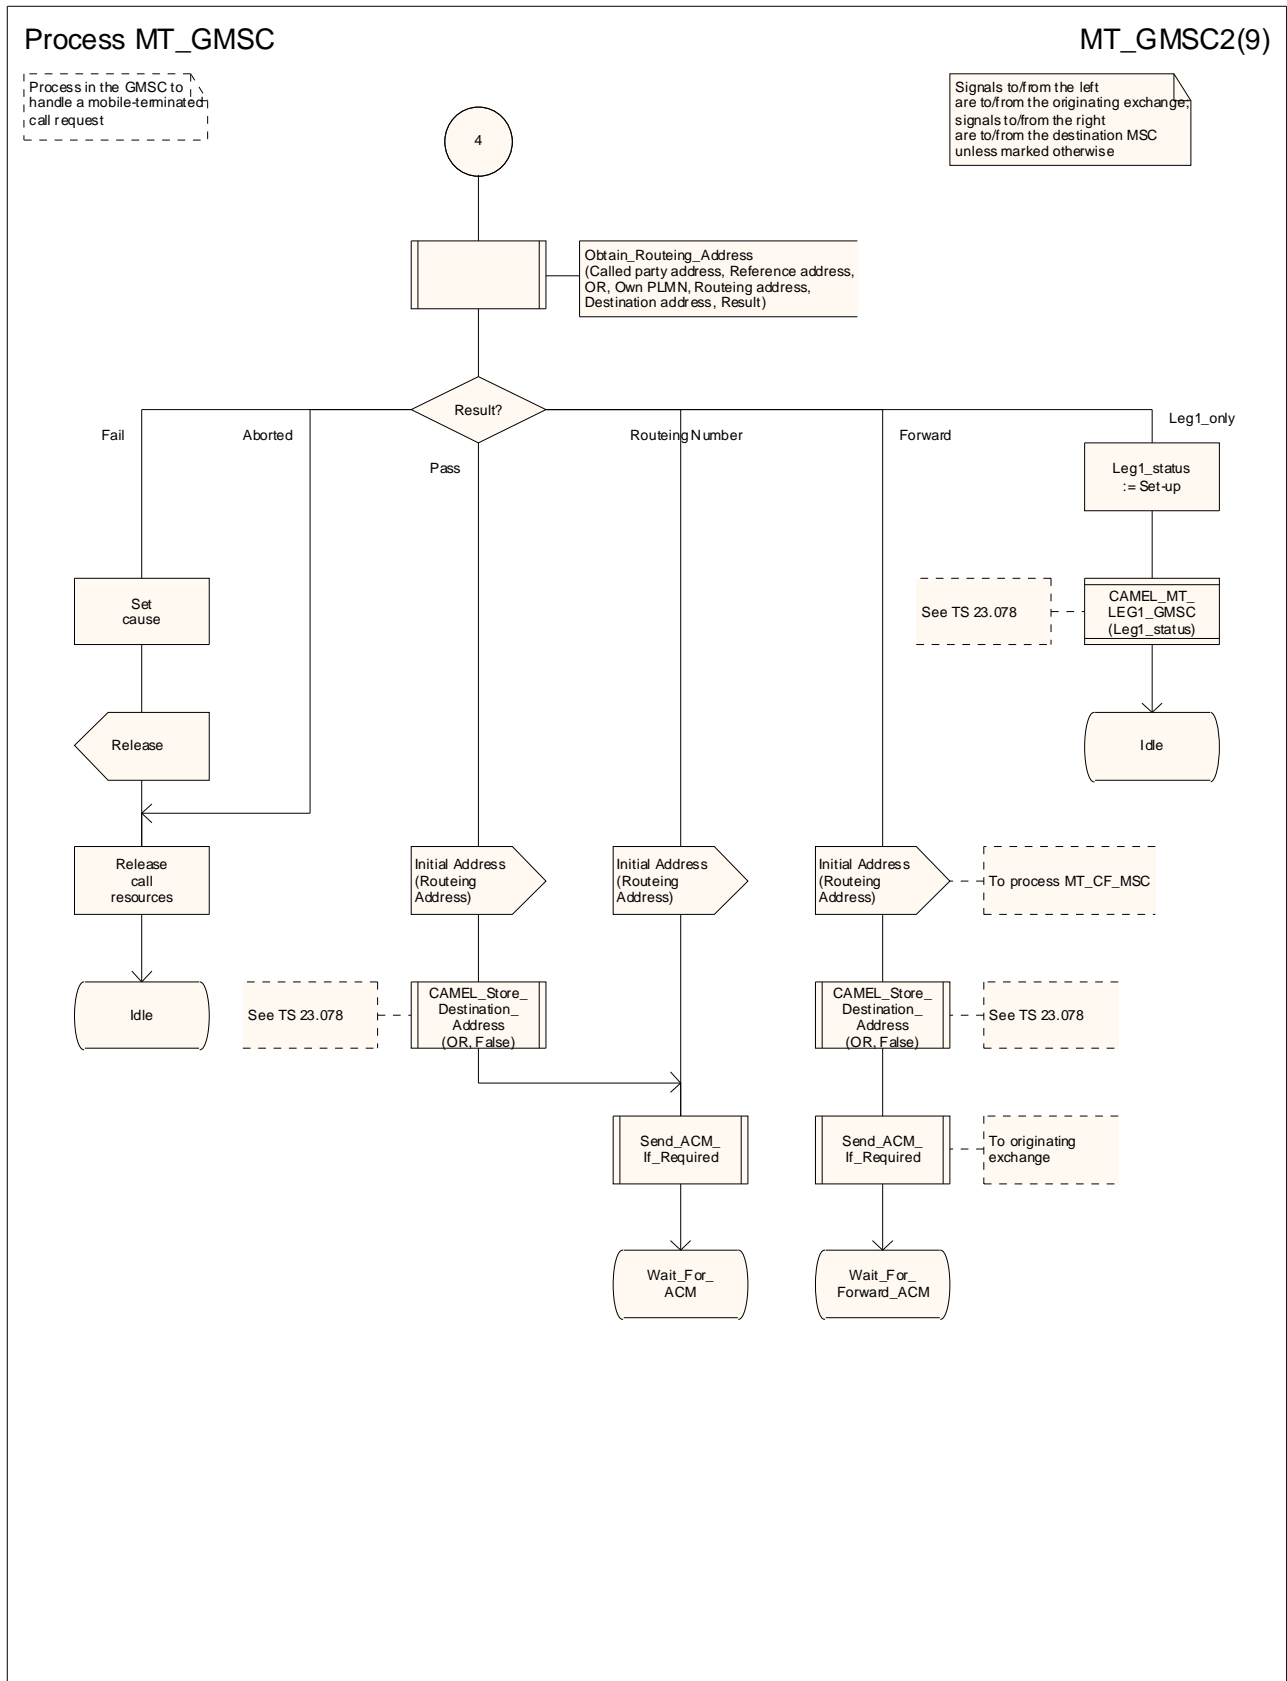 Process MT_GMSC
MT_GMSC2(9)
Process in the GMSC to
handle a mobile-terminated
call request
Signals to/from the left
are to/from the originating exchange;
signals to/from the right
are to/from the destination MSC
unless marked otherwise
4
Obtain_Routeing_Address
(Called party address, Reference address,
OR, Own PLMN, Routeing address,
Destination address, Result)
Result?
Fail
Aborted
Pass
Routeing Number
Forward
Leg1_only
Leg1_status
:= Set-up
See TS 23.078
CAMEL_MT_
LEG1_GMSC
(Leg1_status)
Idle
Set
cause
Release
Release
call
resources
Idle
Initial Address
(Routeing
Address)
Initial Address
(Routeing
Address)
Initial Address
(Routeing
Address)
To process MT_CF_MSC
See TS 23.078
CAMEL_Store_
Destination_
Address
(OR, False)
CAMEL_Store_
Destination_
Address
(OR, False)
See TS 23.078
Send_ACM_
If_Required
Send_ACM_
If_Required
To originating
exchange
Wait_For_
ACM
Wait_For_
Forward_ACM